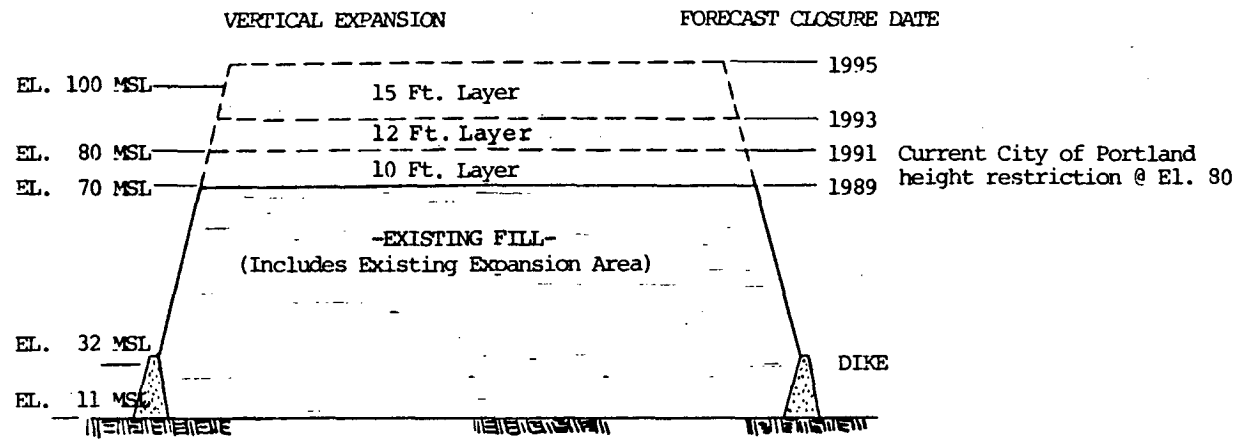 VERTICAL EXPANSION FORECAST CLOSURE DATE
1995
EL. 100 MSL
15 Ft. Layer
1993
12 Ft. Layer
EL. 80 MSL 1991 Current City of Portland
10 Ft. Layer
EL. 70 MSL 1989 height restriction @ El. 80
-EXISTING FILL-
(Includes Existing Expansion Area)
EL. 32 MSL
DIKE
EL. 11 MSL